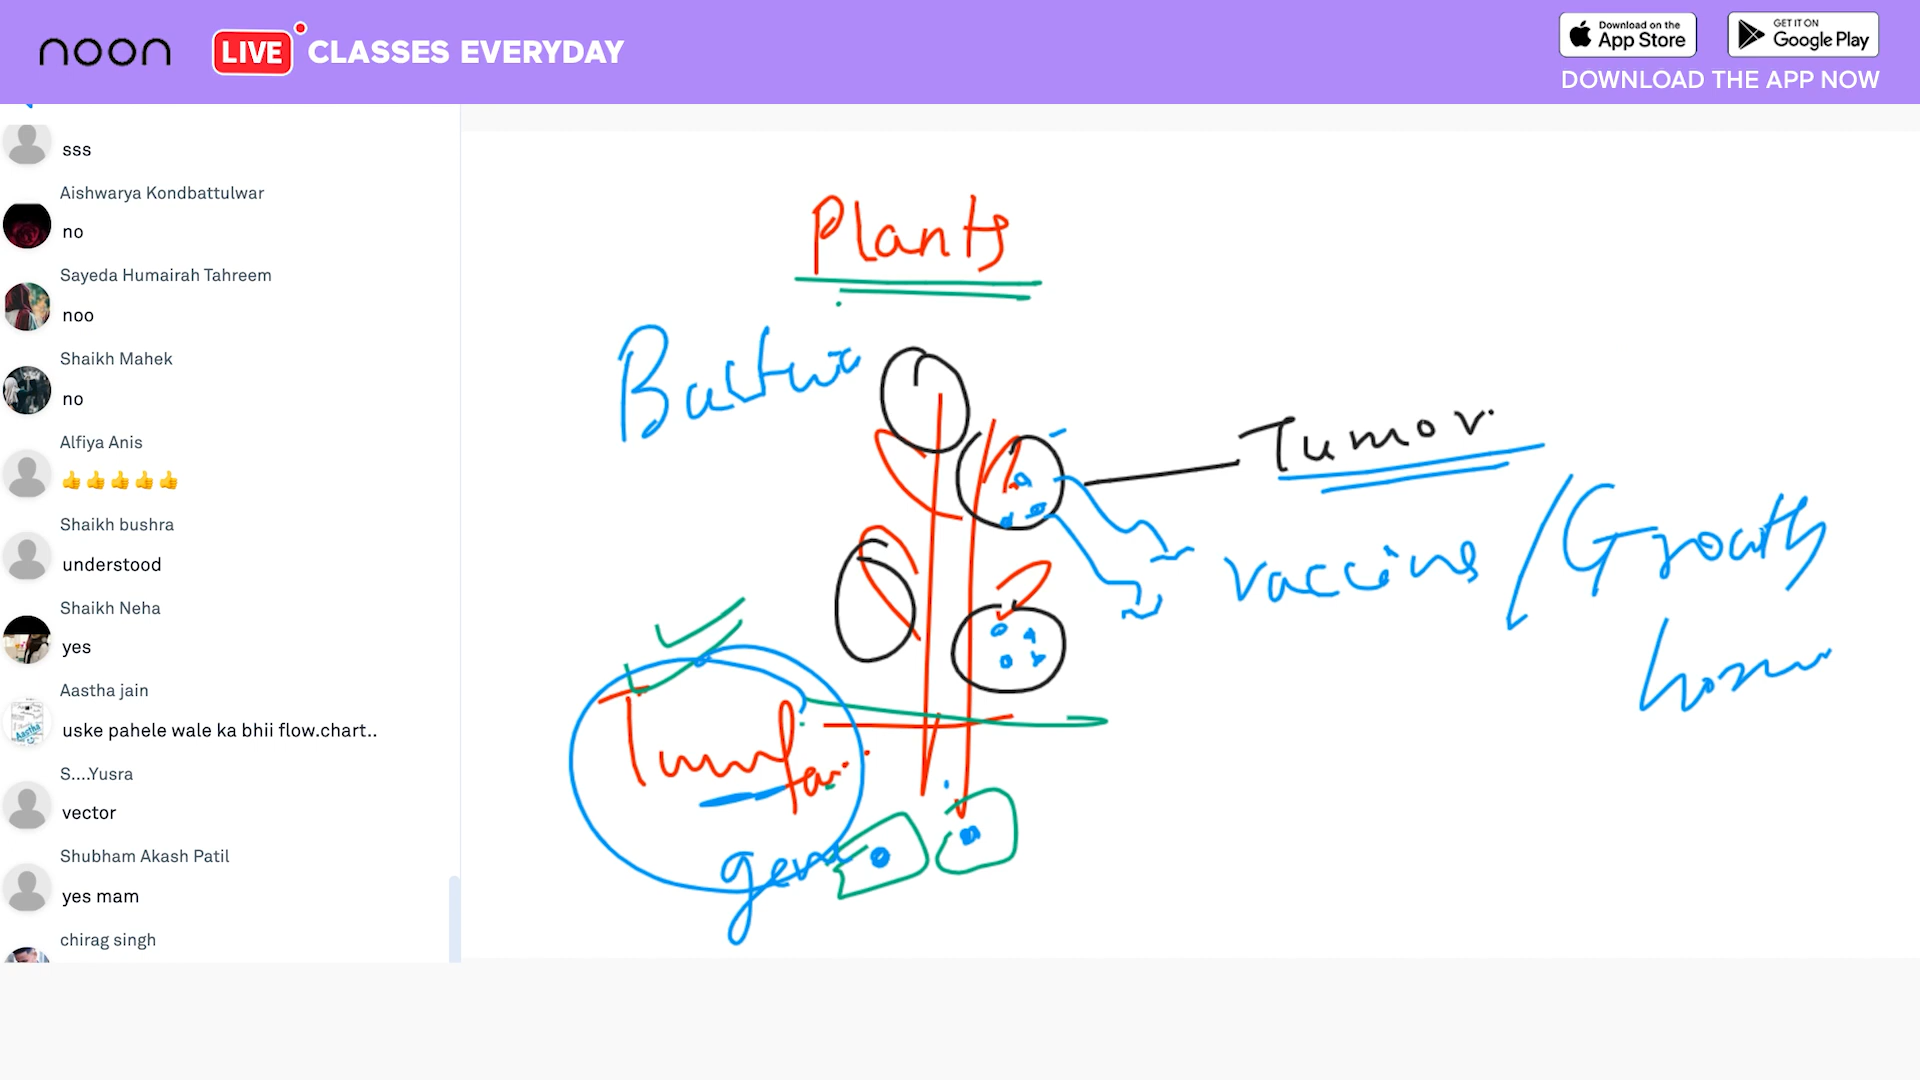 noon LIVE CLASSES EVERYDAY
Download on the App Store
GET IT ON Google Play
DOWNLOAD THE APP NOW
sss
Aishwarya Kondbattulwar
no
Sayeda Humairah Tahreem
noo
Shaikh Mahek
no
Alfiya Anis
👍👍👍👍👍
Shaikh bushra
understood
Shaikh Neha
yes
Aastha jain
uske pahele wale ka bhii flow.chart..
S....Yusra
vector
Shubham Akash Patil
yes mam
chirag singh
Plants
Tumor
vaccine / Growth